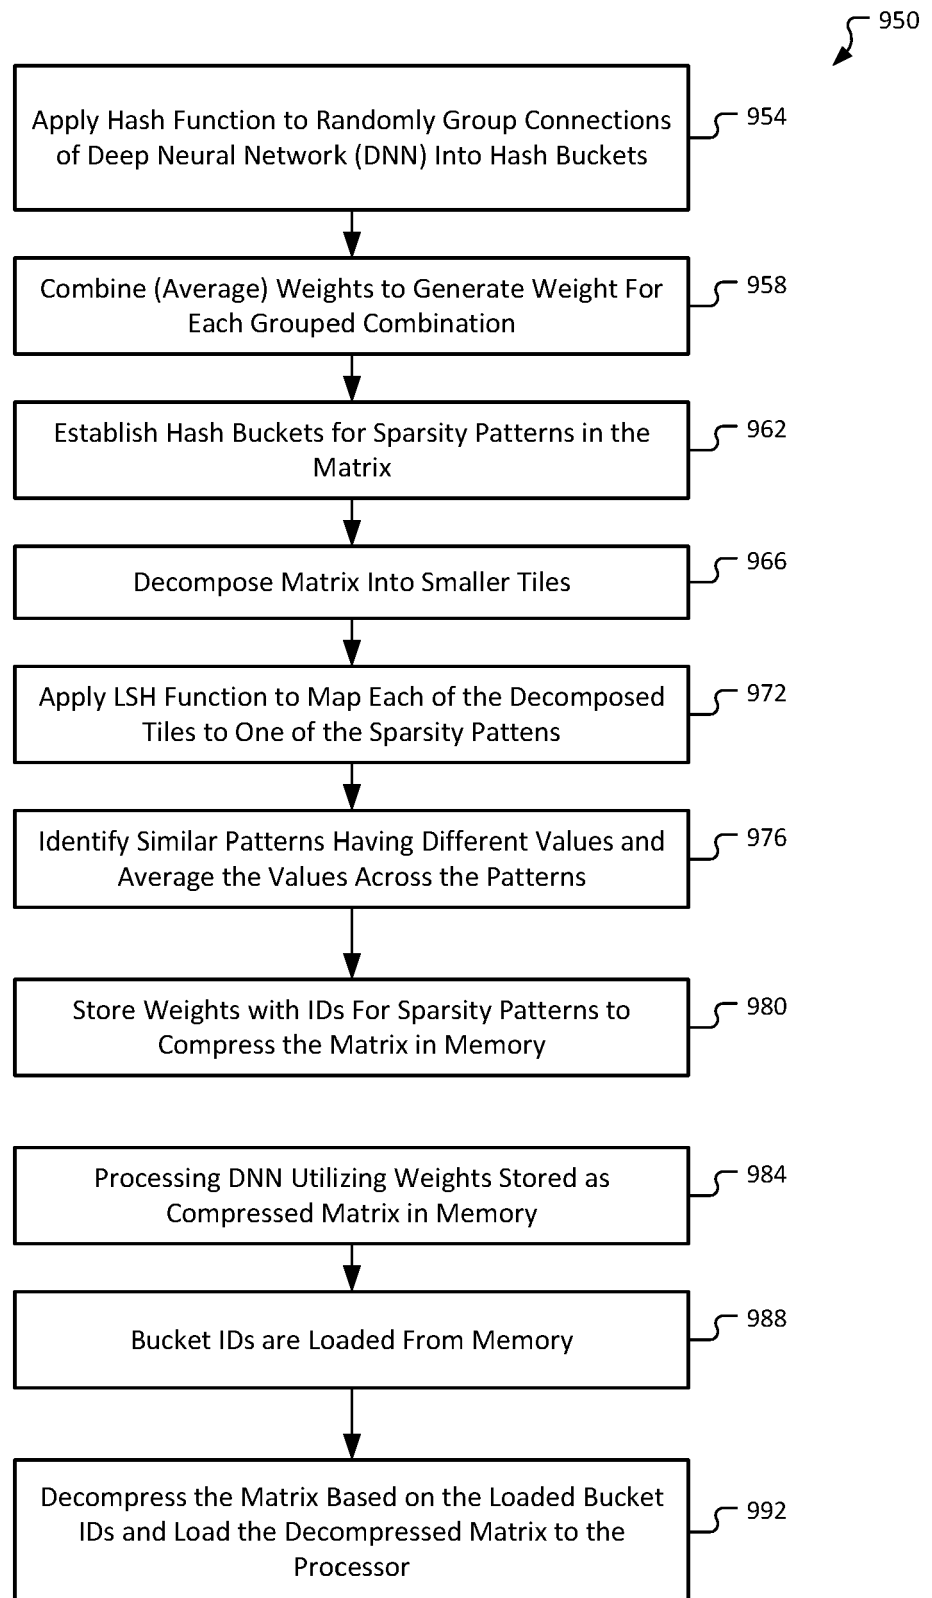 950
Apply Hash Function to Randomly Group Connections
of Deep Neural Network (DNN) Into Hash Buckets
954
Combine (Average) Weights to Generate Weight For
Each Grouped Combination
958
Establish Hash Buckets for Sparsity Patterns in the
Matrix
962
Decompose Matrix Into Smaller Tiles
966
Apply LSH Function to Map Each of the Decomposed
Tiles to One of the Sparsity Pattens
972
Identify Similar Patterns Having Different Values and
Average the Values Across the Patterns
976
Store Weights with IDs For Sparsity Patterns to
Compress the Matrix in Memory
980
Processing DNN Utilizing Weights Stored as
Compressed Matrix in Memory
984
Bucket IDs are Loaded From Memory
988
Decompress the Matrix Based on the Loaded Bucket
IDs and Load the Decompressed Matrix to the
Processor
992